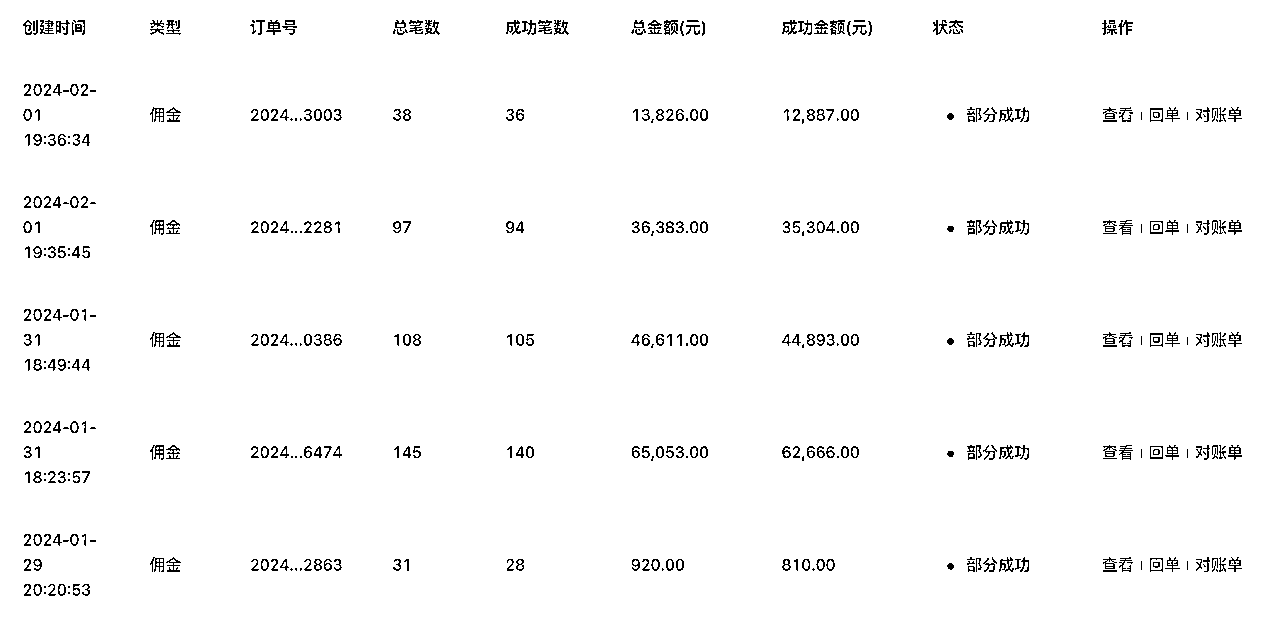 创建时间 类型 订单号 总笔数 成功笔数 总金额(元) 成功金额(元) 状态 操作
2024-02-
01
19:36:34
佣金 2024...3003 38 36 13,826.00 12,887.00 • 部分成功 查看 | 回单 | 对账单
2024-02-
01
19:35:45
佣金 2024...2281 97 94 36,383.00 35,304.00 • 部分成功 查看 | 回单 | 对账单
2024-01-
31
18:49:44
佣金 2024...0386 108 105 46,611.00 44,893.00 • 部分成功 查看 | 回单 | 对账单
2024-01-
31
18:23:57
佣金 2024...6474 145 140 65,053.00 62,666.00 • 部分成功 查看 | 回单 | 对账单
2024-01-
29
20:20:53
佣金 2024...2863 31 28 920.00 810.00 • 部分成功 查看 | 回单 | 对账单